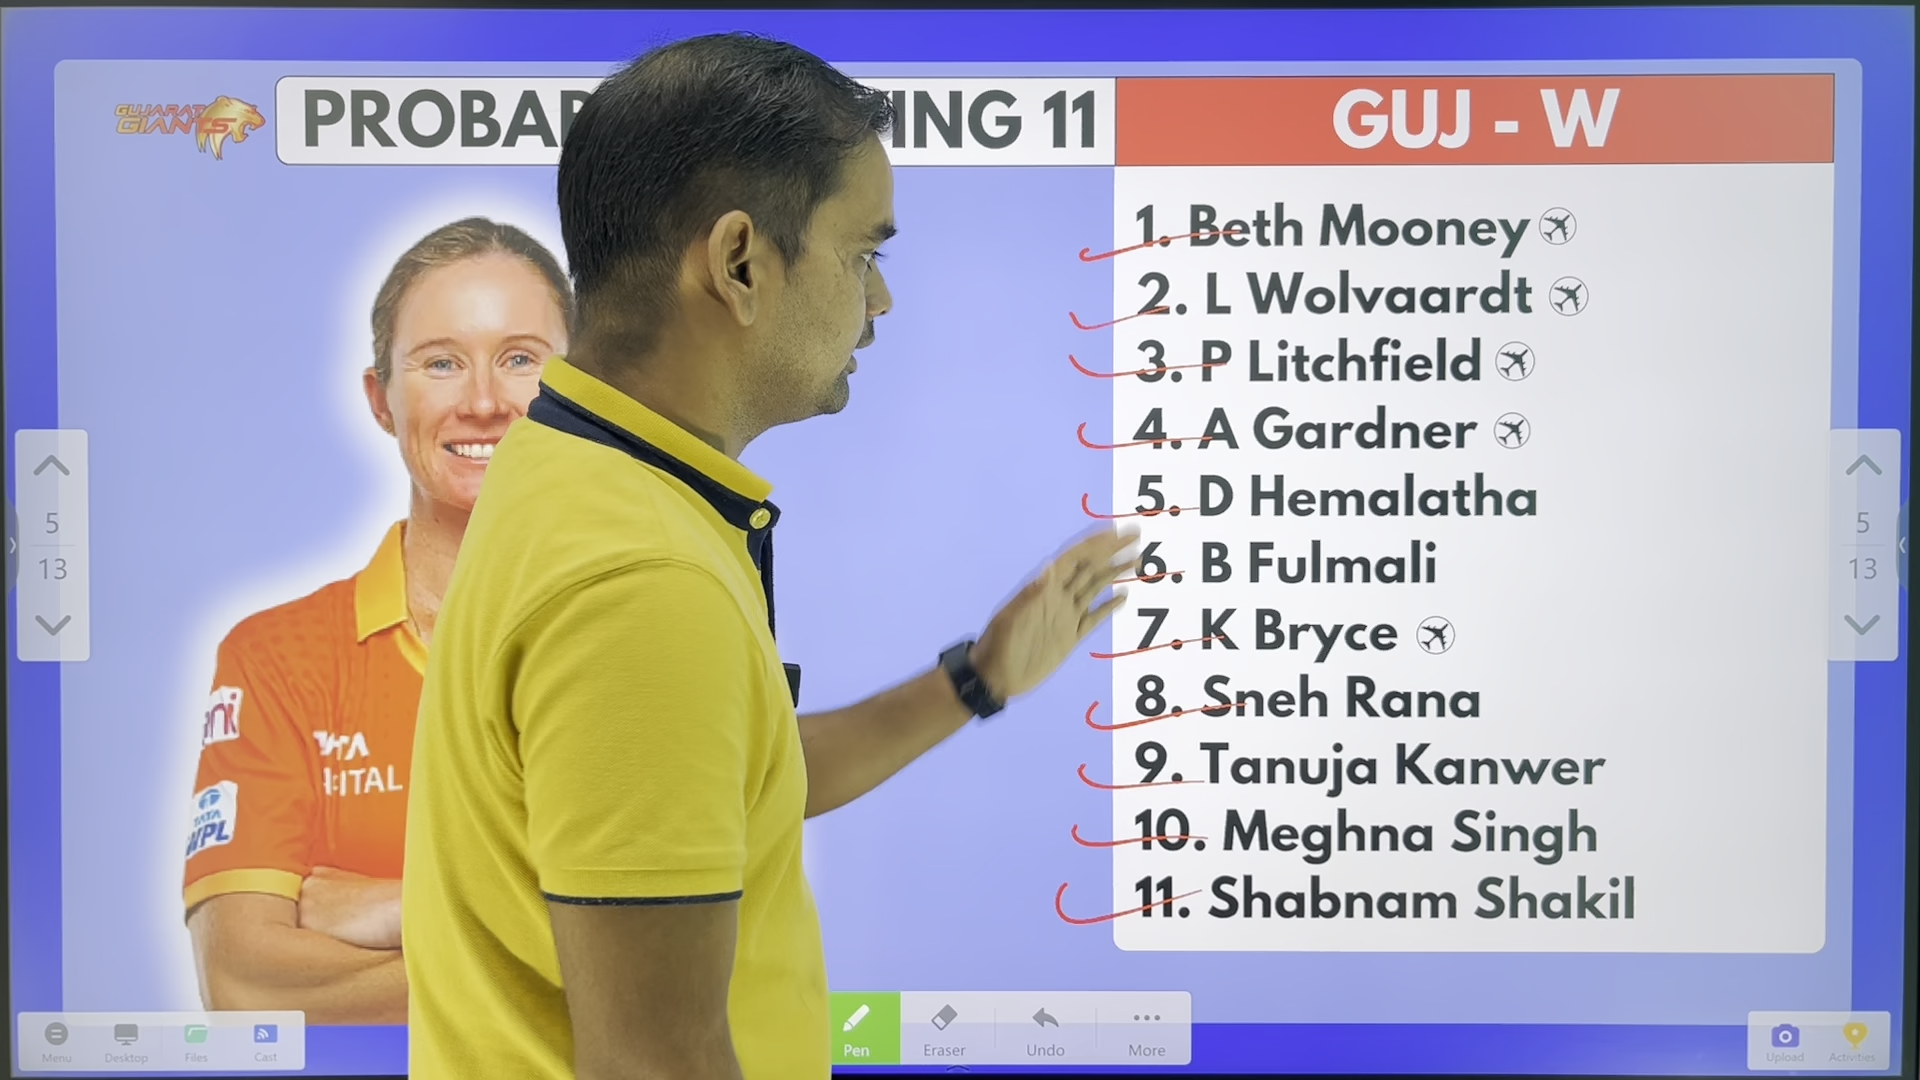 GUJARAT
GIANTS
ING 11
GUJ - W
1. Beth Mooney
2. L Wolvaardt
3. P Litchfield
4. A Gardner
5. D Hemalatha
6. B Fulmali
7. K Bryce
8. Sneh Rana
9. Tanuja Kanwer
10. Meghna Singh
11. Shabnam Shakil
5
13
5
13
TATA
WPL
Menu
Desktop
Files
Cast
Pen
Eraser
Undo
More
Upload
Activities